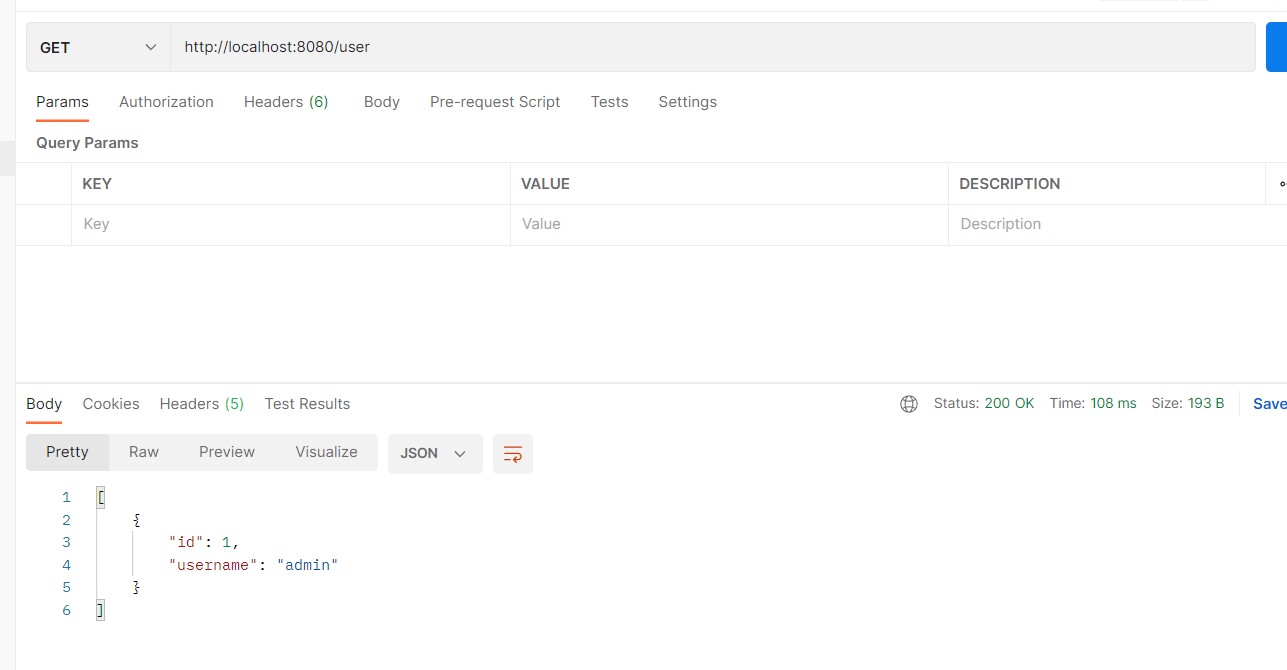 GET http://localhost:8080/user
Params Authorization Headers (6) Body Pre-request Script Tests Settings
Query Params
KEY VALUE DESCRIPTION
Key Value Description
Body Cookies Headers (5) Test Results Status: 200 OK Time: 108 ms Size: 193 B Save
Pretty Raw Preview Visualize JSON
1 [
2 {
3 "id": 1,
4 "username": "admin"
5 }
6 ]